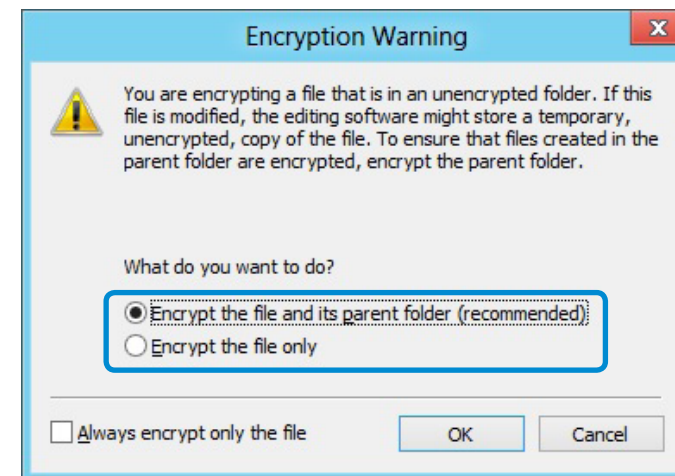 Encryption Warning
You are encrypting a file that is in an unencrypted folder. If this
file is modified, the editing software might store a temporary,
unencrypted, copy of the file. To ensure that files created in the
parent folder are encrypted, encrypt the parent folder.
What do you want to do?
Encrypt the file and its parent folder (recommended)
Encrypt the file only
Always encrypt only the file OK Cancel